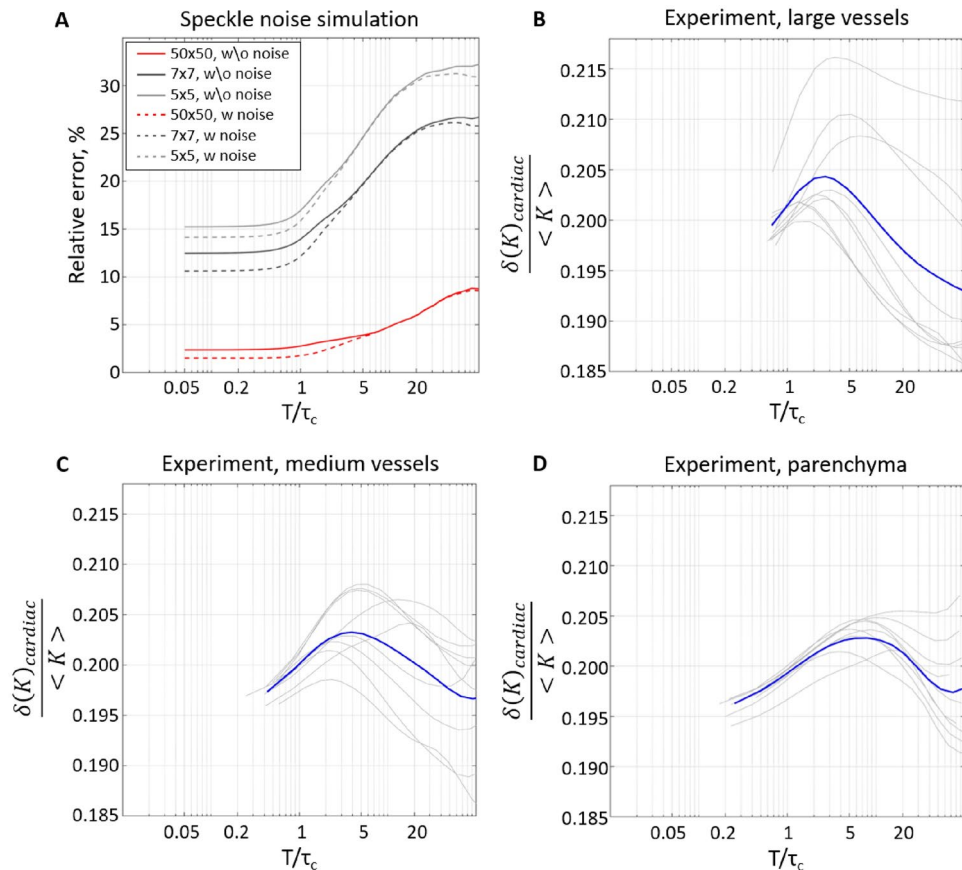 A Speckle noise simulation
50x50, w\o noise
7x7, w\o noise
5x5, w\o noise
50x50, w noise
7x7, w noise
5x5, w noise
Relative error, %
30
25
20
15
10
5
0
0.05 0.2 1 5 20
T/τc
B Experiment, large vessels
δ(K)cardiac
< K >
0.215
0.210
0.205
0.200
0.195
0.190
0.185
0.05 0.2 1 5 20
T/τc
C Experiment, medium vessels
δ(K)cardiac
< K >
0.215
0.210
0.205
0.200
0.195
0.190
0.185
0.05 0.2 1 5 20
T/τc
D Experiment, parenchyma
δ(K)cardiac
< K >
0.215
0.210
0.205
0.200
0.195
0.190
0.185
0.05 0.2 1 5 20
T/τc